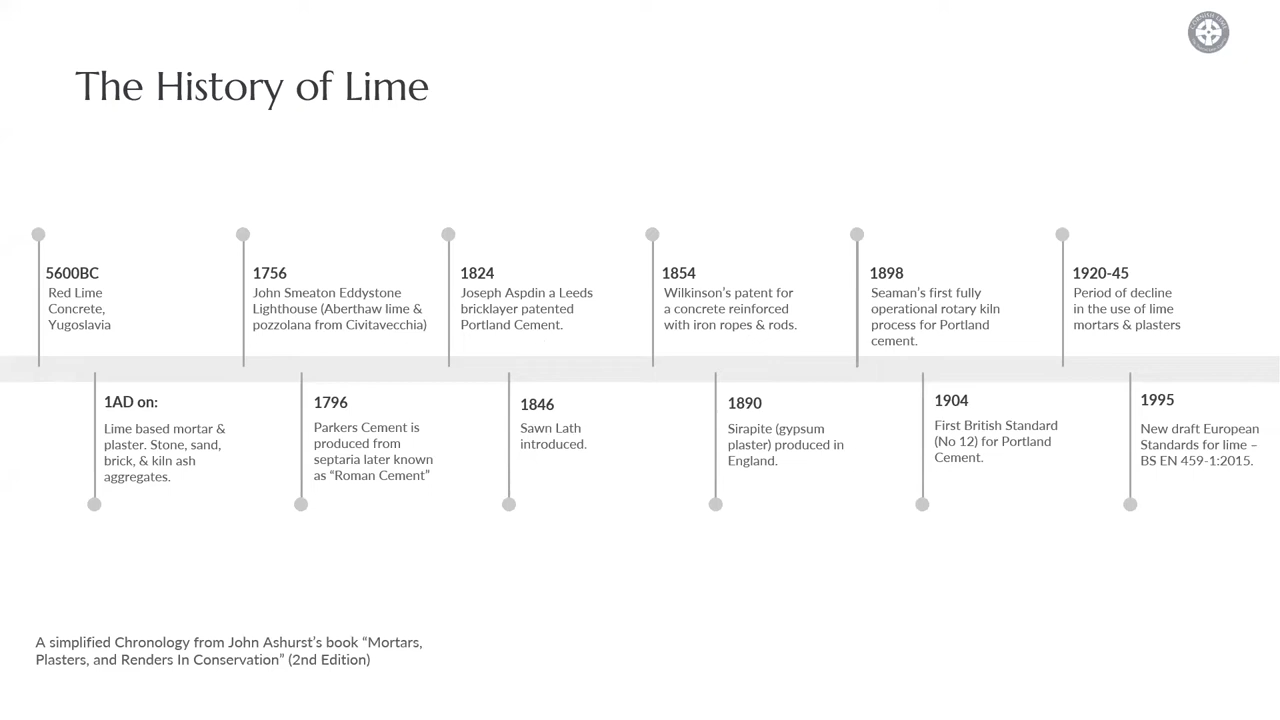 CORNISH LIME
The History of Lime
5600BC
Red Lime
Concrete,
Yugoslavia
1AD on:
Lime based mortar &
plaster. Stone, sand,
brick, & kiln ash
aggregates.
1756
John Smeaton Eddystone
Lighthouse (Aberthaw lime &
pozzolana from Civitavecchia)
1796
Parkers Cement is
produced from
septaria later known
as “Roman Cement”
1824
Joseph Aspdin a Leeds
bricklayer patented
Portland Cement.
1846
Sawn Lath
introduced.
1854
Wilkinson’s patent for
a concrete reinforced
with iron ropes & rods.
1890
Sirapite (gypsum
plaster) produced in
England.
1898
Seaman’s first fully
operational rotary kiln
process for Portland
cement.
1904
First British Standard
(No 12) for Portland
Cement.
1920-45
Period of decline
in the use of lime
mortars & plasters
1995
New draft European
Standards for lime –
BS EN 459-1:2015.
A simplified Chronology from John Ashurst’s book “Mortars,
Plasters, and Renders In Conservation” (2nd Edition)